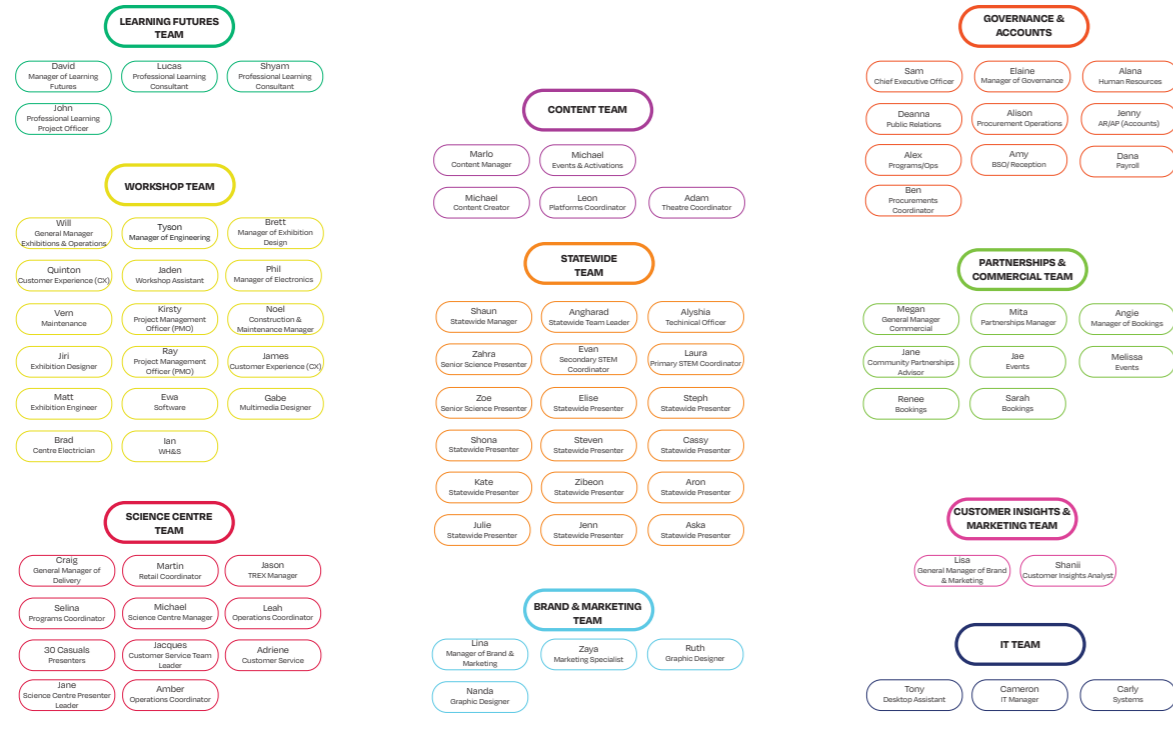 LEARNING FUTURES
TEAM
David
Manager of Learning
Futures
Lucas
Professional Learning
Consultant
Shyam
Professional Learning
Consultant
John
Professional Learning
Project Officer
WORKSHOP TEAM
Will
General Manager
Exhibitions & Operations
Tyson
Manager of Engineering
Brett
Manager of Exhibition
Design
Quinton
Customer Experience (CX)
Jaden
Workshop Assistant
Phil
Manager of Electronics
Vern
Maintenance
Kirsty
Project Management
Officer (PMO)
Noel
Construction &
Maintenance Manager
Jiri
Exhibition Designer
Ray
Project Management
Officer (PMO)
James
Customer Experience (CX)
Matt
Exhibition Engineer
Ewa
Software
Gabe
Multimedia Designer
Brad
Centre Electrician
Ian
WH&S
SCIENCE CENTRE
TEAM
Craig
General Manager of
Delivery
Martin
Retail Coordinator
Jason
TREX Manager
Selina
Programs Coordinator
Michael
Science Centre Manager
Leah
Operations Coordinator
30 Casuals
Presenters
Jacques
Customer Service Team
Leader
Adriene
Customer Service
Jane
Science Centre Presenter
Leader
Amber
Operations Coordinator
CONTENT TEAM
Marlo
Content Manager
Michael
Events & Activations
Michael
Content Creator
Leon
Platforms Coordinator
Adam
Theatre Coordinator
STATEWIDE
TEAM
Shaun
Statewide Manager
Angharad
Statewide Team Leader
Alyshia
Techinical Officer
Zahra
Senior Science Presenter
Evan
Secondary STEM
Coordinator
Laura
Primary STEM Coordinator
Zoe
Senior Science Presenter
Elise
Statewide Presenter
Steph
Statewide Presenter
Shona
Statewide Presenter
Steven
Statewide Presenter
Cassy
Statewide Presenter
Kate
Statewide Presenter
Zibeon
Statewide Presenter
Aron
Statewide Presenter
Julie
Statewide Presenter
Jenn
Statewide Presenter
Aska
Statewide Presenter
BRAND & MARKETING
TEAM
Lina
Manager of Brand &
Marketing
Zaya
Marketing Specialist
Ruth
Graphic Designer
Nanda
Graphic Designer
GOVERNANCE &
ACCOUNTS
Sam
Chief Executive Officer
Elaine
Manager of Governance
Alana
Human Resources
Deanna
Public Relations
Alison
Procurement Operations
Jenny
AR/AP (Accounts)
Alex
Programs/Ops
Amy
BSO/ Reception
Dana
Payroll
Ben
Procurements
Coordinator
PARTNERSHIPS &
COMMERCIAL TEAM
Megan
General Manager
Commercial
Mita
Partnerships Manager
Angie
Manager of Bookings
Jane
Community Partnerships
Advisor
Jae
Events
Melissa
Events
Renee
Bookings
Sarah
Bookings
CUSTOMER INSIGHTS &
MARKETING TEAM
Lisa
General Manager of Brand
& Marketing
Shanii
Customer Insights Analyst
IT TEAM
Tony
Desktop Assistant
Cameron
IT Manager
Carly
Systems